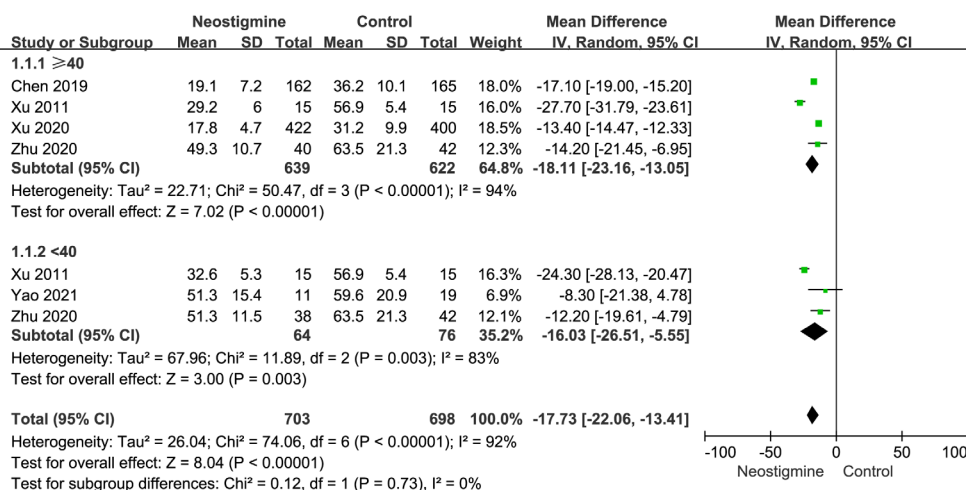 Neostigmine Control Mean Difference Mean Difference
Study or Subgroup Mean SD Total Mean SD Total Weight IV, Random, 95% CI IV, Random, 95% CI
1.1.1 ≥40
Chen 2019 19.1 7.2 162 36.2 10.1 165 18.0% -17.10 [-19.00, -15.20]
Xu 2011 29.2 6 15 56.9 5.4 15 16.0% -27.70 [-31.79, -23.61]
Xu 2020 17.8 4.7 422 31.2 9.9 400 18.5% -13.40 [-14.47, -12.33]
Zhu 2020 49.3 10.7 40 63.5 21.3 42 12.3% -14.20 [-21.45, -6.95]
Subtotal (95% CI) 639 622 64.8% -18.11 [-23.16, -13.05]
Heterogeneity: Tau² = 22.71; Chi² = 50.47, df = 3 (P < 0.00001); I² = 94%
Test for overall effect: Z = 7.02 (P < 0.00001)
1.1.2 <40
Xu 2011 32.6 5.3 15 56.9 5.4 15 16.3% -24.30 [-28.13, -20.47]
Yao 2021 51.3 15.4 11 59.6 20.9 19 6.9% -8.30 [-21.38, 4.78]
Zhu 2020 51.3 11.5 38 63.5 21.3 42 12.1% -12.20 [-19.61, -4.79]
Subtotal (95% CI) 64 76 35.2% -16.03 [-26.51, -5.55]
Heterogeneity: Tau² = 67.96; Chi² = 11.89, df = 2 (P = 0.003); I² = 83%
Test for overall effect: Z = 3.00 (P = 0.003)
Total (95% CI) 703 698 100.0% -17.73 [-22.06, -13.41]
Heterogeneity: Tau² = 26.04; Chi² = 74.06, df = 6 (P < 0.00001); I² = 92%
Test for overall effect: Z = 8.04 (P < 0.00001)
Test for subgroup differences: Chi² = 0.12, df = 1 (P = 0.73), I² = 0%
-100 -50 0 50 100
Neostigmine Control